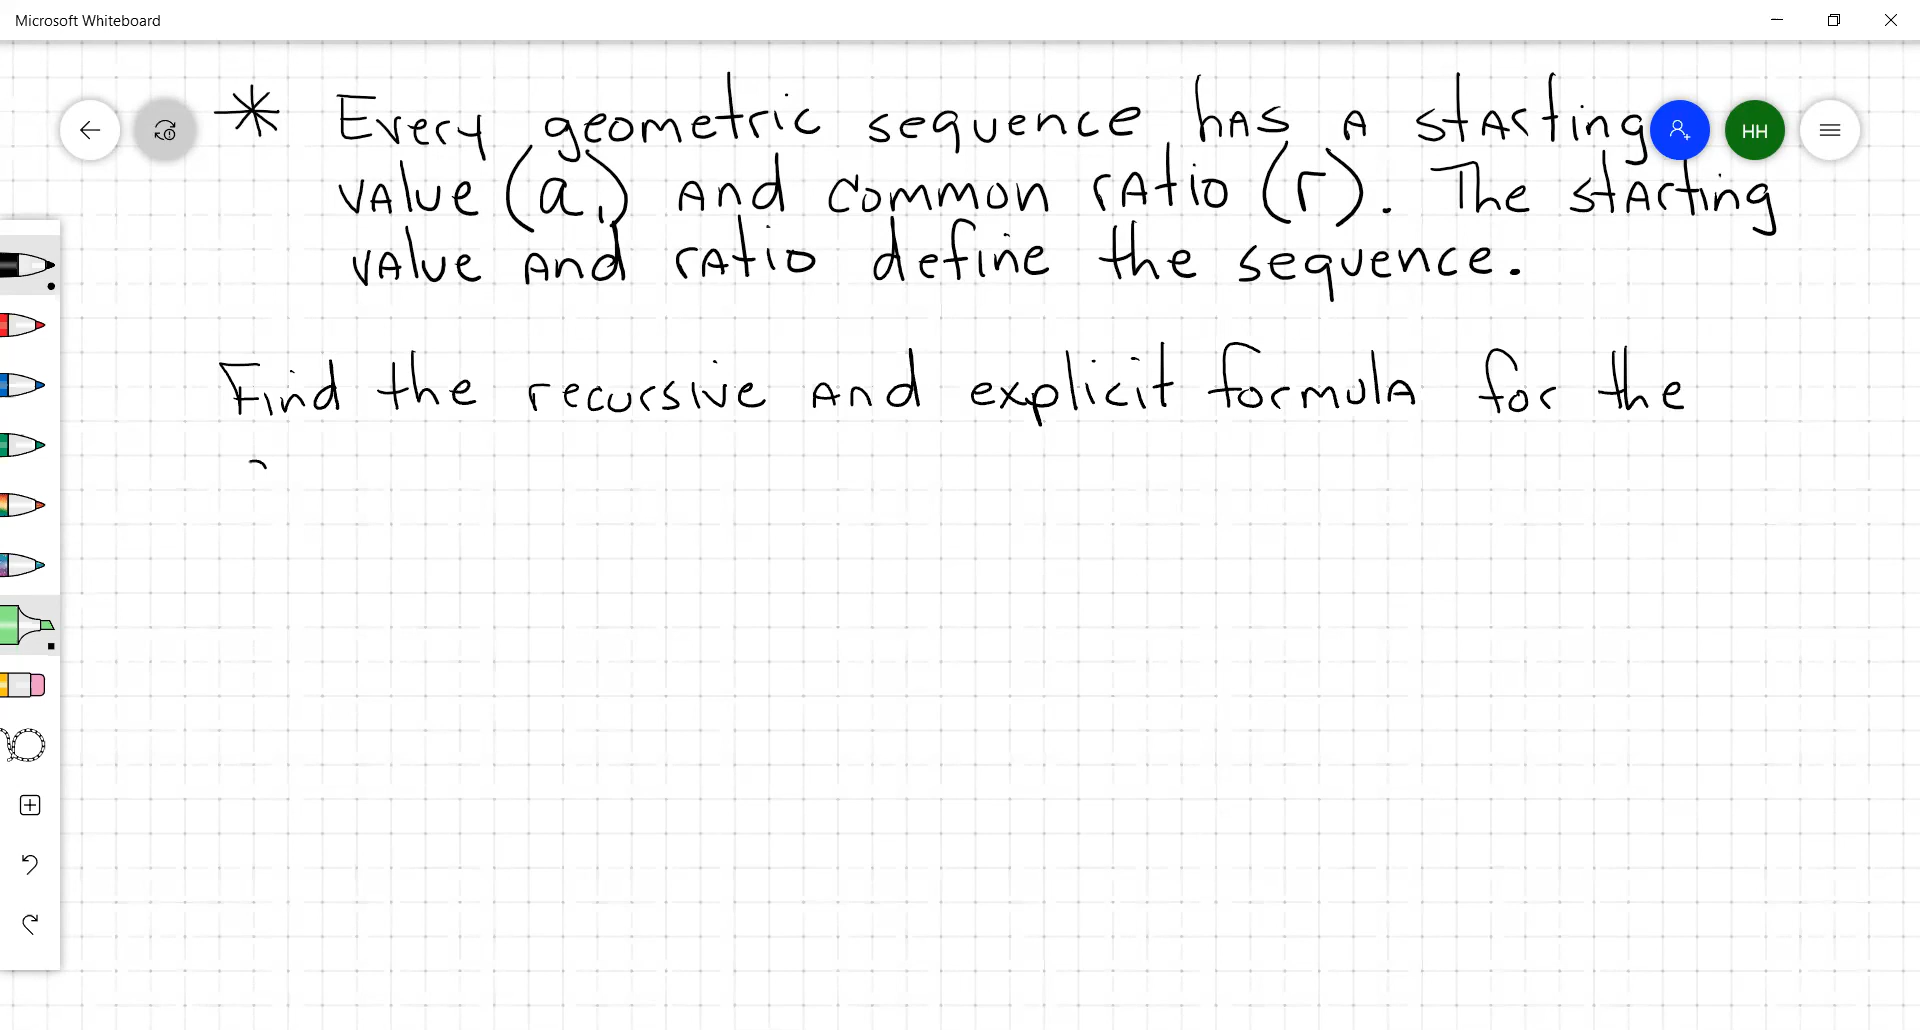 Microsoft Whiteboard
* Every geometric sequence has a starting
value (a₁) and common ratio (r). The starting
value and ratio define the sequence.
HH
Find the recursive and explicit formula for the